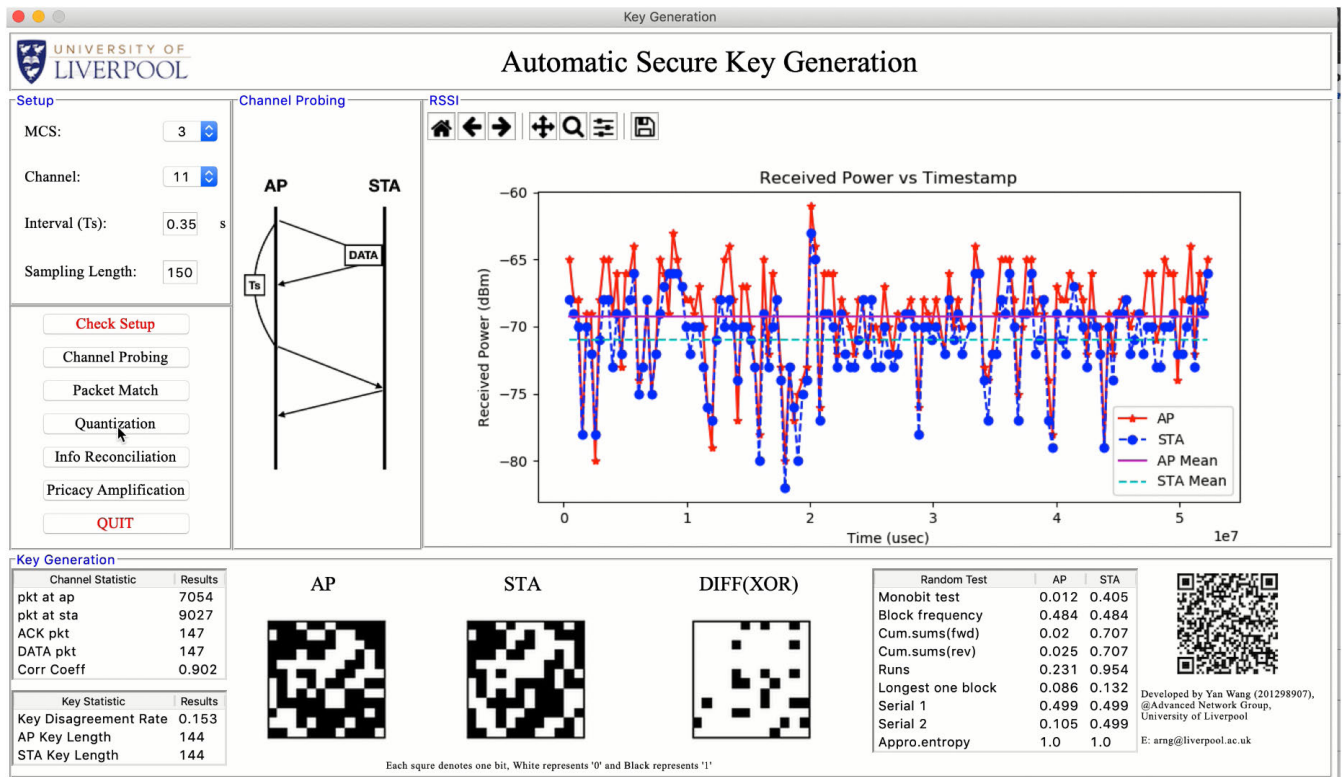 Key Generation
UNIVERSITY OF
LIVERPOOL
Automatic Secure Key Generation
Setup
MCS: 3
Channel: 11
Interval (Ts): 0.35 s
Sampling Length: 150
Check Setup
Channel Probing
Packet Match
Quantization
Info Reconciliation
Pricacy Amplification
QUIT
Channel Probing
AP STA
DATA
Ts
RSSI
Received Power vs Timestamp
Received Power (dBm)
−60
−65
−70
−75
−80
AP
STA
AP Mean
STA Mean
0 1 2 3 4 5
Time (usec)
1e7
Key Generation
Channel Statistic Results
pkt at ap 7054
pkt at sta 9027
ACK pkt 147
DATA pkt 147
Corr Coeff 0.902
Key Statistic Results
Key Disagreement Rate 0.153
AP Key Length 144
STA Key Length 144
AP STA DIFF(XOR)
Each squre denotes one bit, White represents '0' and Black represents '1'
Random Test AP STA
Monobit test 0.012 0.405
Block frequency 0.484 0.484
Cum.sums(fwd) 0.02 0.707
Cum.sums(rev) 0.025 0.707
Runs 0.231 0.954
Longest one block 0.086 0.132
Serial 1 0.499 0.499
Serial 2 0.105 0.499
Appro.entropy 1.0 1.0
Developed by Yan Wang (201298907),
@Advanced Network Group,
University of Liverpool
E: arng@liverpool.ac.uk